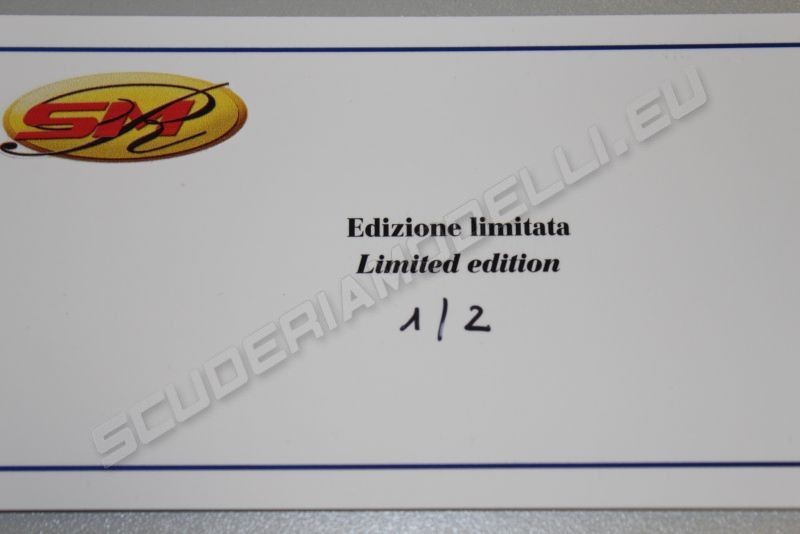 SM R
Edizione limitata
Limited edition
1/2
SCUDERIAMODELLI.EU